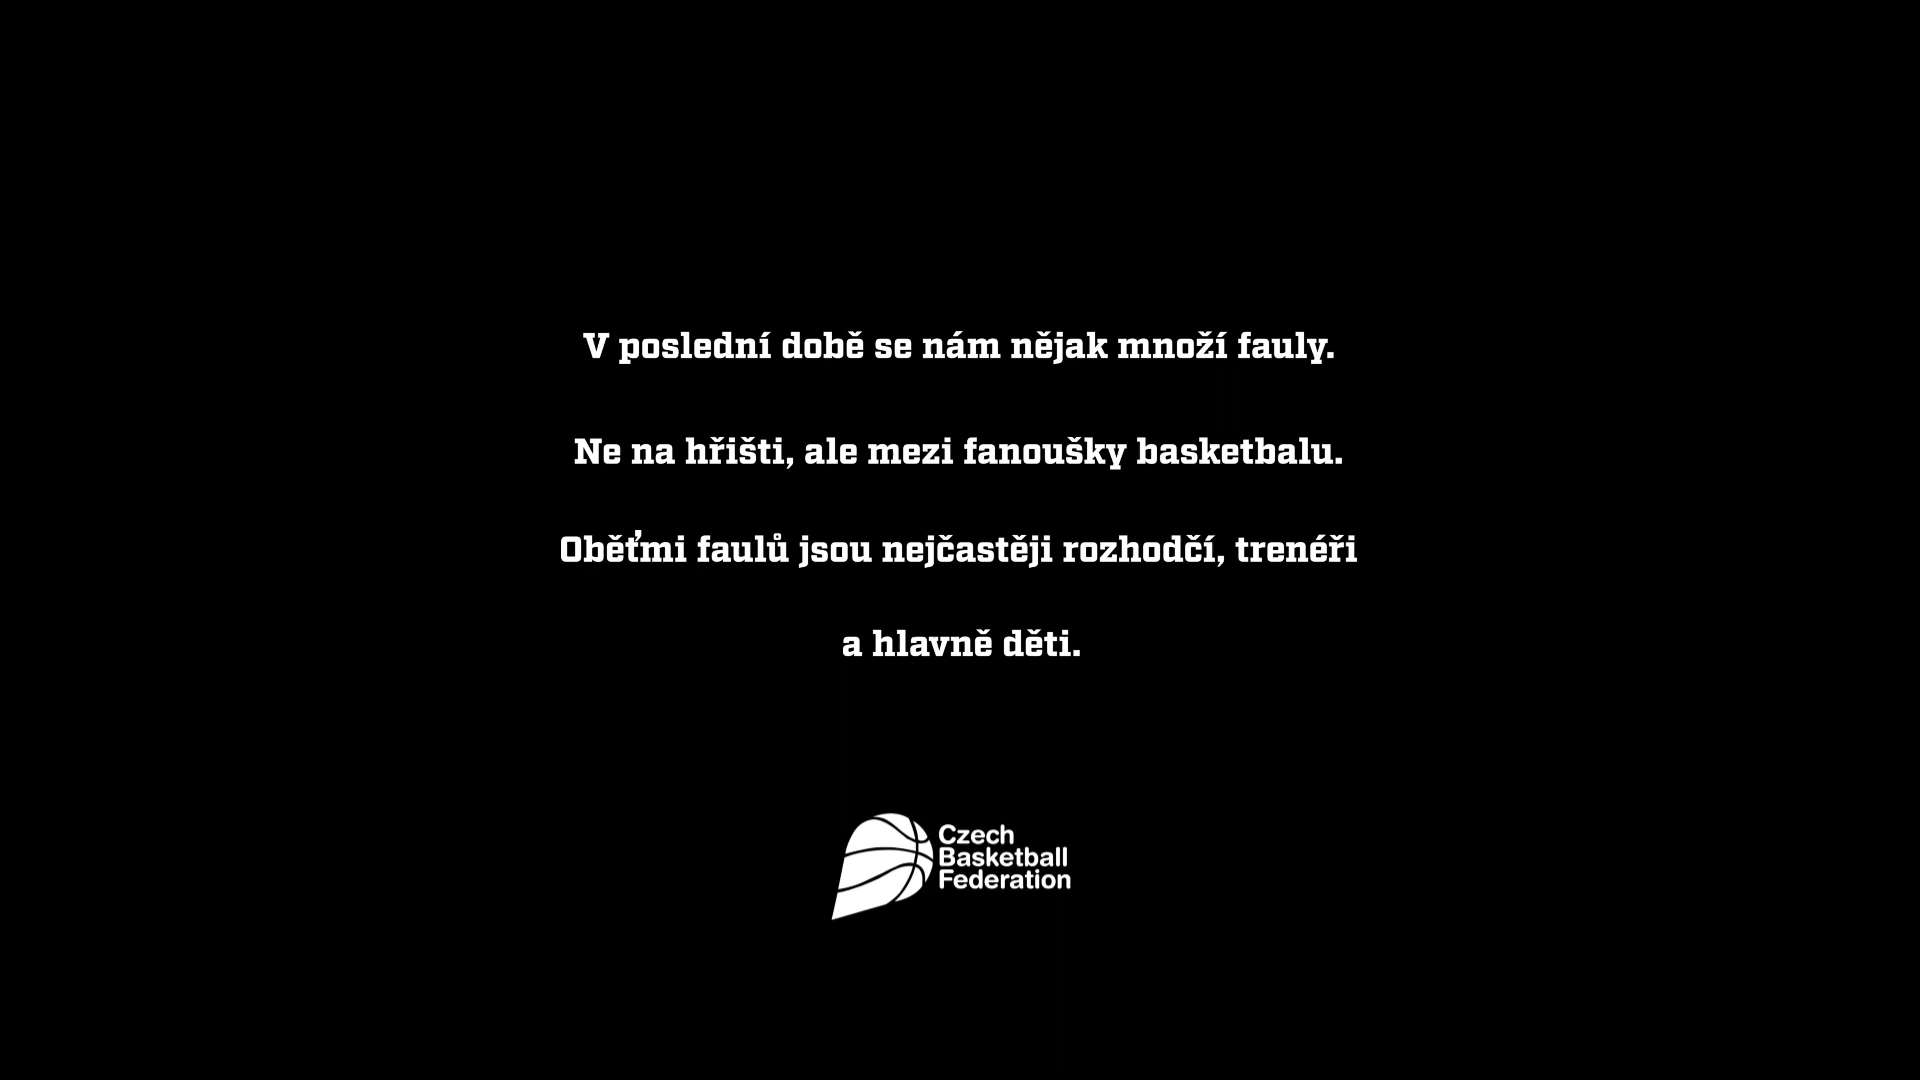 V poslední době se nám nějak množí fauly.
Ne na hřišti, ale mezi fanoušky basketbalu.
Oběťmi faulů jsou nejčastěji rozhodčí, trenéři
a hlavně děti.
Czech
Basketball
Federation